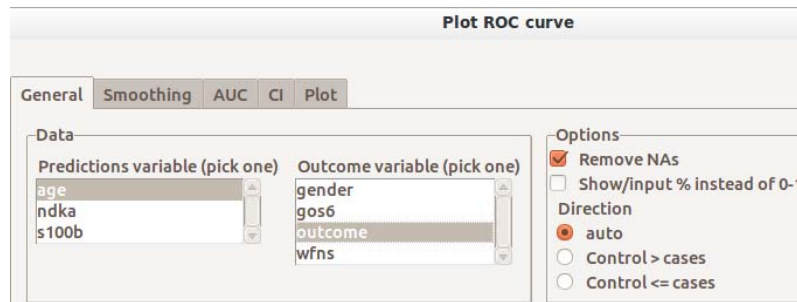 Plot ROC curve
General Smoothing AUC CI Plot
Data
Predictions variable (pick one)
age
ndka
s100b
Outcome variable (pick one)
gender
gos6
outcome
wfns
Options
Remove NAs
Show/input % instead of 0-1
Direction
auto
Control > cases
Control <= cases